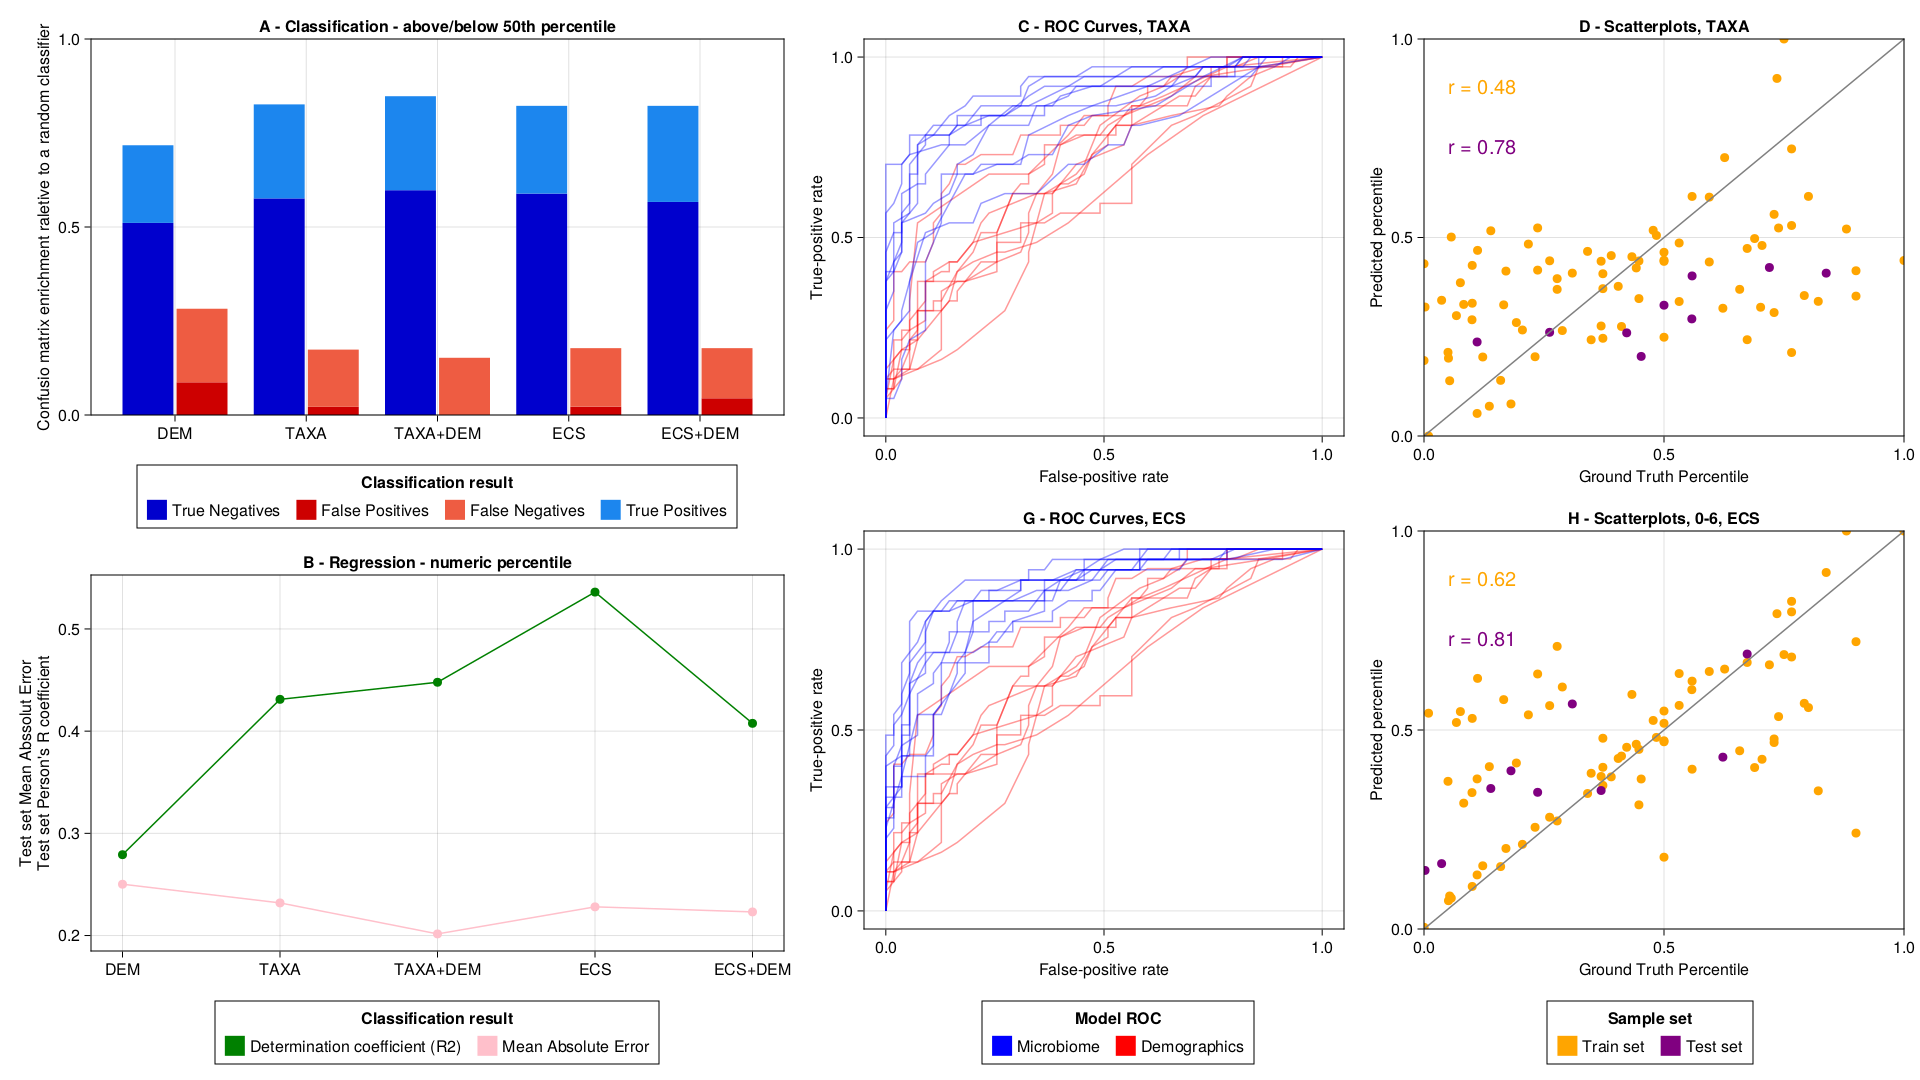 A - Classification - above/below 50th percentile
Confusio matrix enrichment raletive to a random classifier
1.0
0.5
0.0
DEM
TAXA
TAXA+DEM
ECS
ECS+DEM
Classification result
True Negatives
False Positives
False Negatives
True Positives
B - Regression - numeric percentile
Test set Mean Abssolut Error
Test set Person's R coefficient
0.5
0.4
0.3
0.2
DEM
TAXA
TAXA+DEM
ECS
ECS+DEM
Classification result
Determination coefficient (R2)
Mean Absolute Error
C - ROC Curves, TAXA
True-positive rate
1.0
0.5
0.0
0.0
0.5
1.0
False-positive rate
D - Scatterplots, TAXA
r = 0.48
r = 0.78
Predicted percentile
1.0
0.5
0.0
0.0
0.5
1.0
Ground Truth Percentile
G - ROC Curves, ECS
True-positive rate
1.0
0.5
0.0
0.0
0.5
1.0
False-positive rate
Model ROC
Microbiome
Demographics
H - Scatterplots, 0-6, ECS
r = 0.62
r = 0.81
Predicted percentile
1.0
0.5
0.0
0.0
0.5
1.0
Ground Truth Percentile
Sample set
Train set
Test set